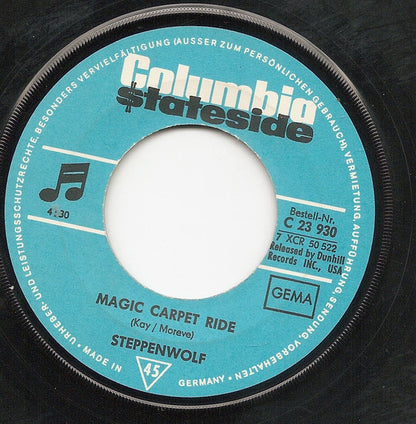 Columbia
$tateside
4:30
Bestell-Nr.
C 23 930
7 XCR 50 522
Released by Dunhill
Records INC., USA
GEMA
MAGIC CARPET RIDE
(Kay / Moreve)
STEPPENWOLF
45
URHEBER- UND LEISTUNGSSCHUTZRECHTE, BESONDERS VERVIELFÄLTIGUNG (AUSSER ZUM PERSÖNLICHEN GEBRAUCH), VERMIETUNG, AUFFÜHRUNG, SENDUNG, VORBEHALTEN · MADE IN GERMANY ·